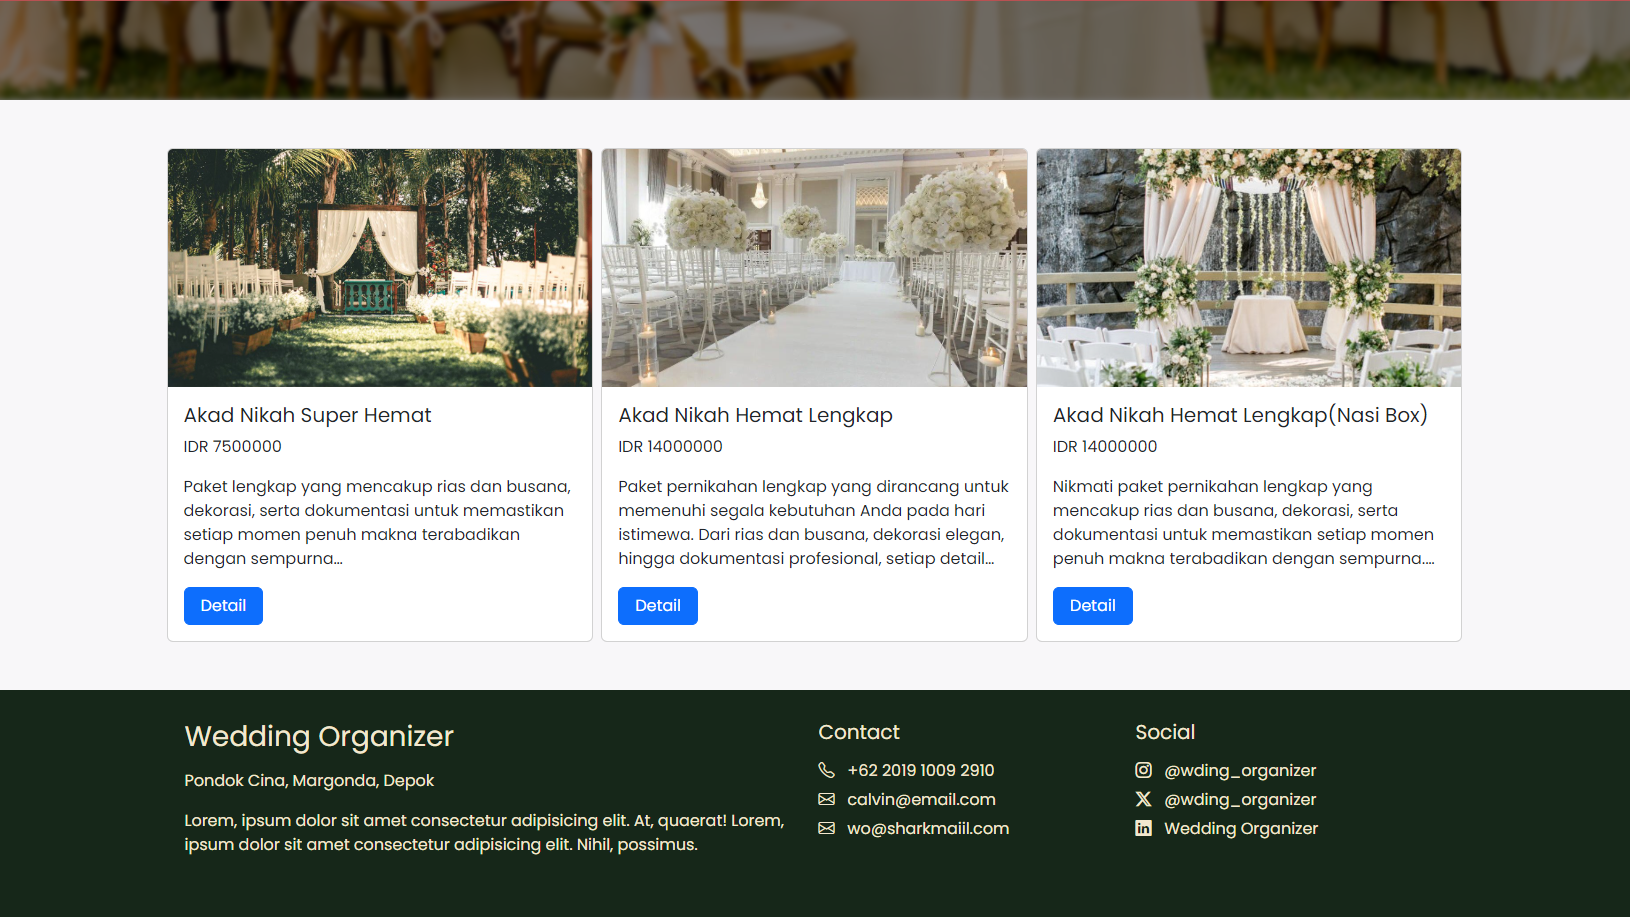 Akad Nikah Super Hemat
IDR 7500000
Paket lengkap yang mencakup rias dan busana,
dekorasi, serta dokumentasi untuk memastikan
setiap momen penuh makna terabadikan
dengan sempurna...
Detail
Akad Nikah Hemat Lengkap
IDR 14000000
Paket pernikahan lengkap yang dirancang untuk
memenuhi segala kebutuhan Anda pada hari
istimewa. Dari rias dan busana, dekorasi elegan,
hingga dokumentasi profesional, setiap detail...
Detail
Akad Nikah Hemat Lengkap(Nasi Box)
IDR 14000000
Nikmati paket pernikahan lengkap yang
mencakup rias dan busana, dekorasi, serta
dokumentasi untuk memastikan setiap momen
penuh makna terabadikan dengan sempurna....
Detail
Wedding Organizer
Pondok Cina, Margonda, Depok
Lorem, ipsum dolor sit amet consectetur adipisicing elit. At, quaerat! Lorem,
ipsum dolor sit amet consectetur adipisicing elit. Nihil, possimus.
Contact
+62 2019 1009 2910
calvin@email.com
wo@sharkmaiil.com
Social
@wding_organizer
@wding_organizer
Wedding Organizer